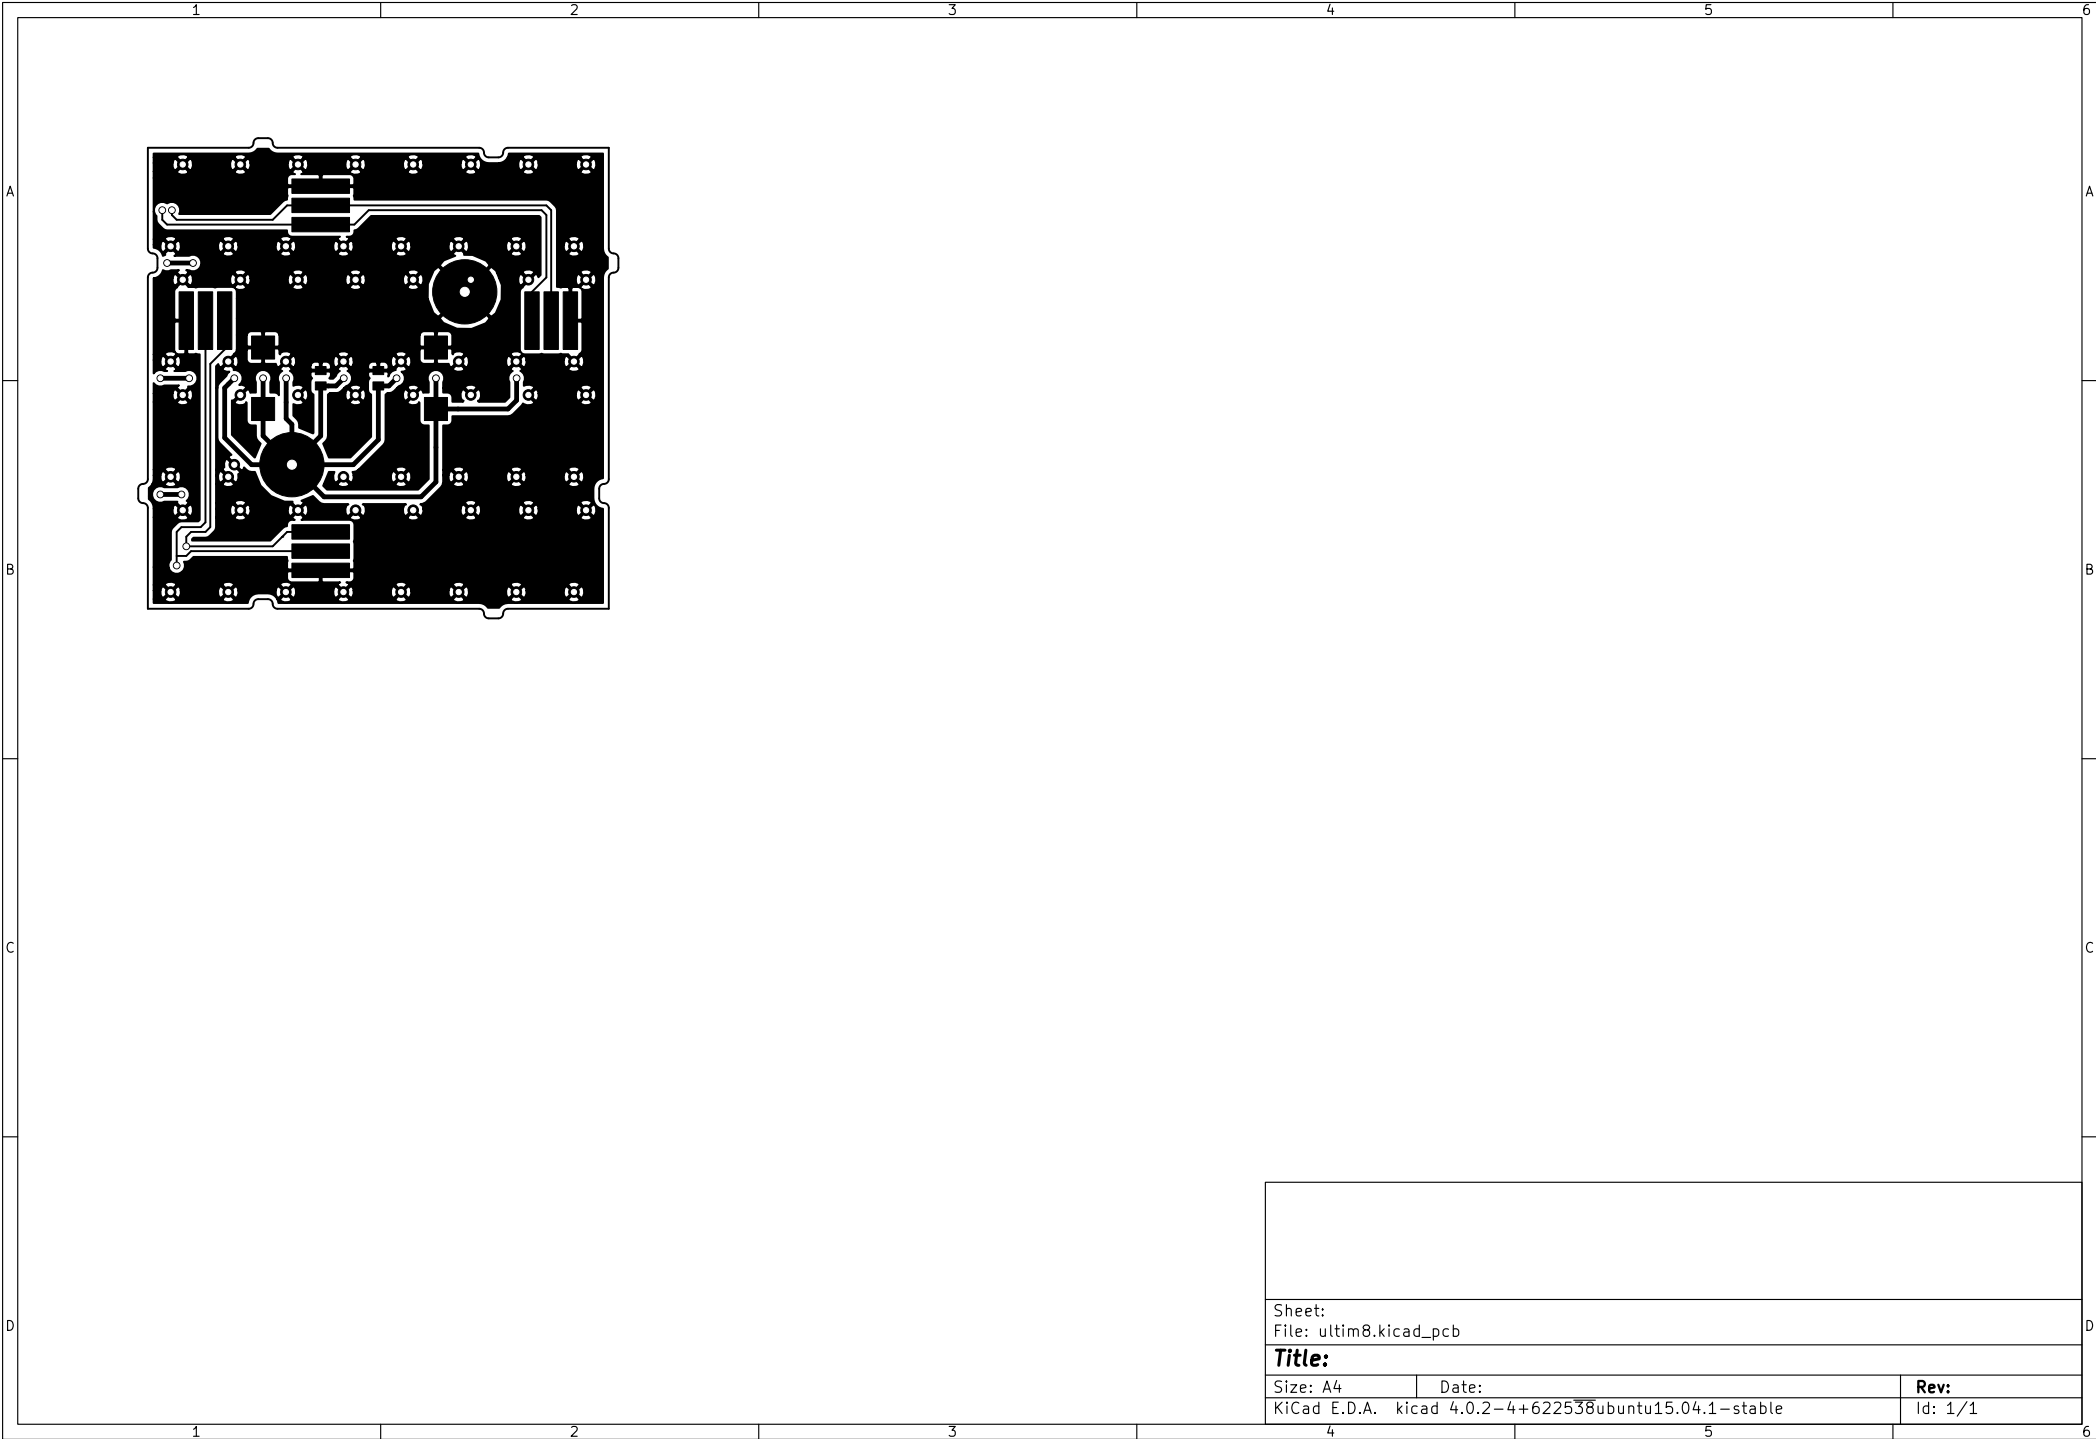 1 2 3 4 5 6
A A
B B
C C
D D
Sheet:
File: ultim8.kicad_pcb
Title:
Size: A4 Date: Rev:
KiCad E.D.A. kicad 4.0.2-4+622538ubuntu15.04.1-stable Id: 1/1
1 2 3 4 5 6